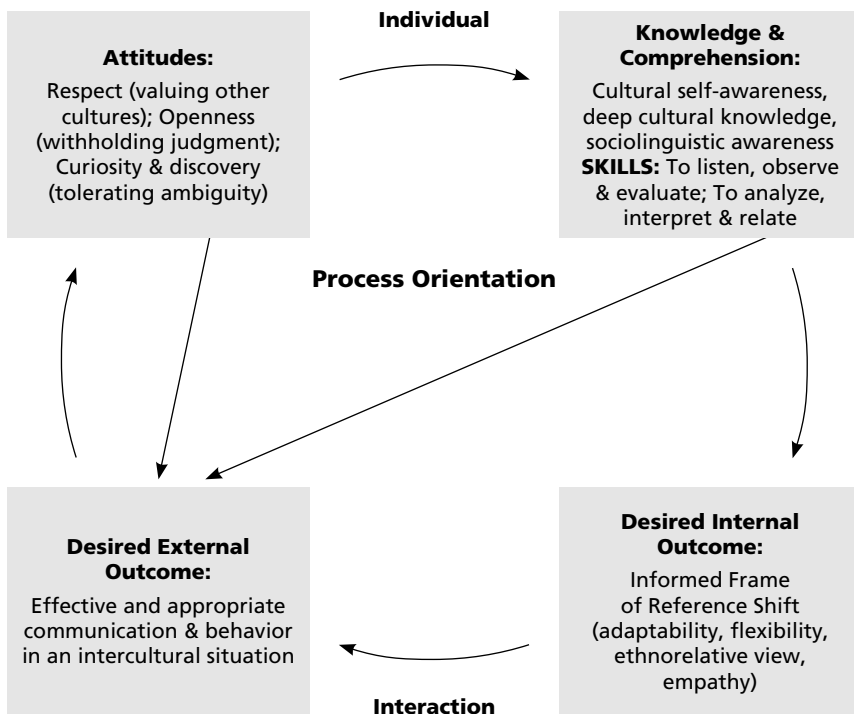 Individual
Attitudes:
Respect (valuing other
cultures); Openness
(withholding judgment);
Curiosity & discovery
(tolerating ambiguity)
Knowledge &
Comprehension:
Cultural self-awareness,
deep cultural knowledge,
sociolinguistic awareness
SKILLS: To listen, observe
& evaluate; To analyze,
interpret & relate
Process Orientation
Desired External
Outcome:
Effective and appropriate
communication & behavior
in an intercultural situation
Desired Internal
Outcome:
Informed Frame
of Reference Shift
(adaptability, flexibility,
ethnorelative view,
empathy)
Interaction